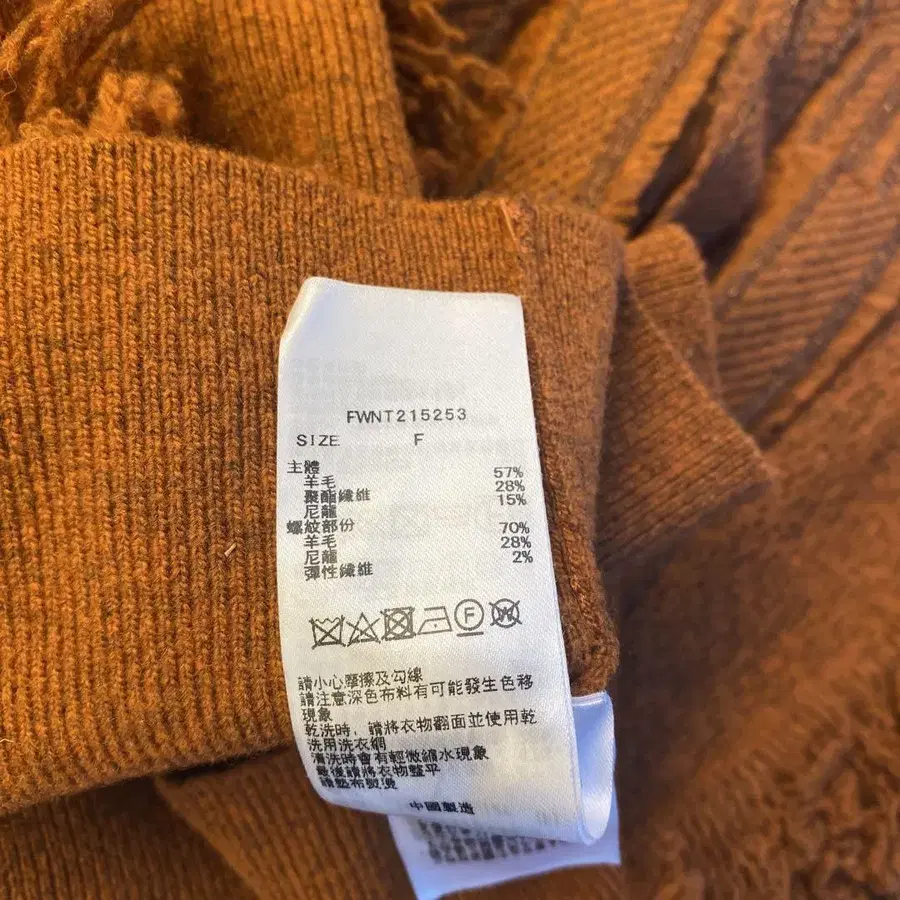 FWNT215253
SIZE F
主體
羊毛 57%
聚酯纖維 28%
尼龍 15%
螺紋部份
羊毛 70%
尼龍 28%
彈性纖維 2%
F
W
請小心摩擦及勾線
請注意深色布料有可能發生色移
現象
乾洗時，請將衣物翻面並使用乾
洗用洗衣網
清洗時會有輕微縮水現象
最後請將衣物整平
請墊布熨燙
中國製造